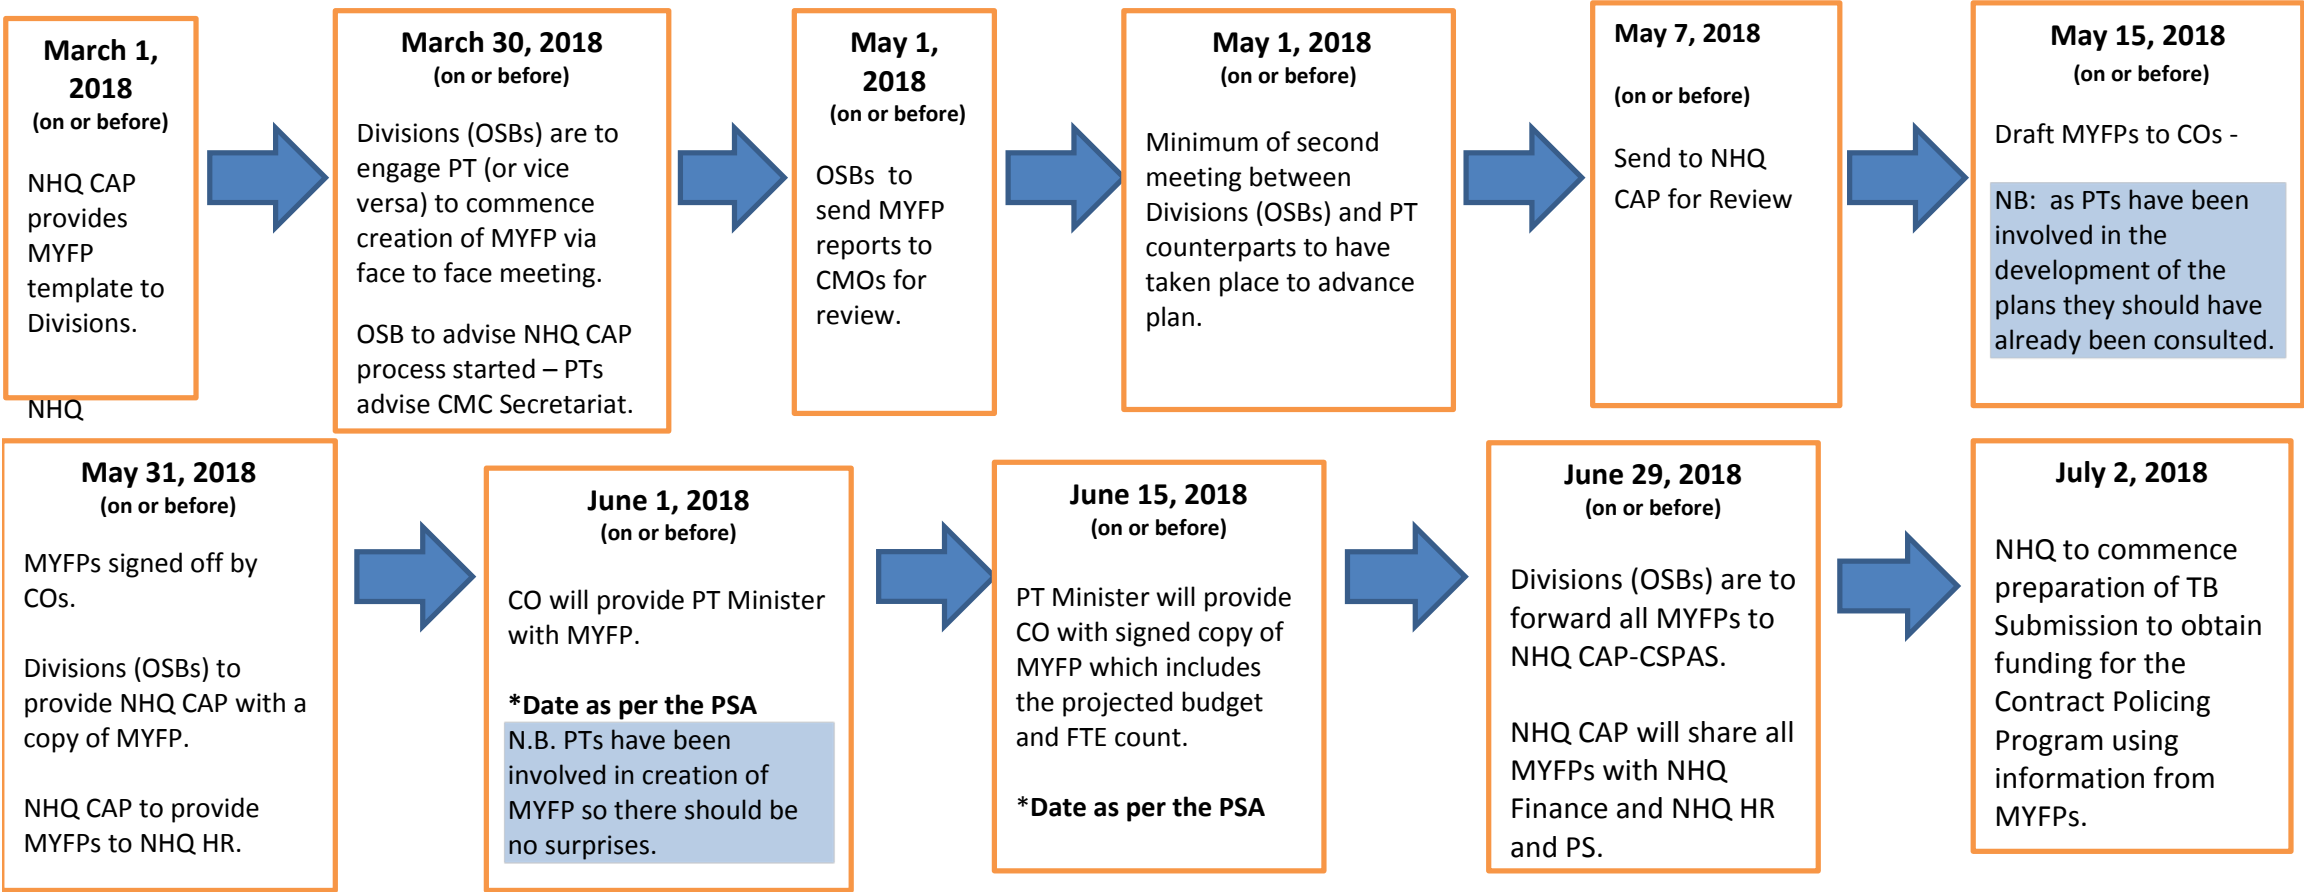 March 1,
2018
(on or before)
NHQ CAP
provides
MYFP
template to
Divisions.
NHQ
March 30, 2018
(on or before)
Divisions (OSBs) are to
engage PT (or vice
versa) to commence
creation of MYFP via
face to face meeting.
OSB to advise NHQ CAP
process started – PTs
advise CMC Secretariat.
May 1,
2018
(on or before)
OSBs to
send MYFP
reports to
CMOs for
review.
May 1, 2018
(on or before)
Minimum of second
meeting between
Divisions (OSBs) and PT
counterparts to have
taken place to advance
plan.
May 7, 2018
(on or before)
Send to NHQ
CAP for Review
May 15, 2018
(on or before)
Draft MYFPs to COs -
NB: as PTs have been
involved in the
development of the
plans they should have
already been consulted.
May 31, 2018
(on or before)
MYFPs signed off by
COs.
Divisions (OSBs) to
provide NHQ CAP with a
copy of MYFP.
NHQ CAP to provide
MYFPs to NHQ HR.
June 1, 2018
(on or before)
CO will provide PT Minister
with MYFP.
*Date as per the PSA
N.B. PTs have been
involved in creation of
MYFP so there should be
no surprises.
June 15, 2018
(on or before)
PT Minister will provide
CO with signed copy of
MYFP which includes
the projected budget
and FTE count.
*Date as per the PSA
June 29, 2018
(on or before)
Divisions (OSBs) are to
forward all MYFPs to
NHQ CAP-CSPAS.
NHQ CAP will share all
MYFPs with NHQ
Finance and NHQ HR
and PS.
July 2, 2018
NHQ to commence
preparation of TB
Submission to obtain
funding for the
Contract Policing
Program using
information from
MYFPs.